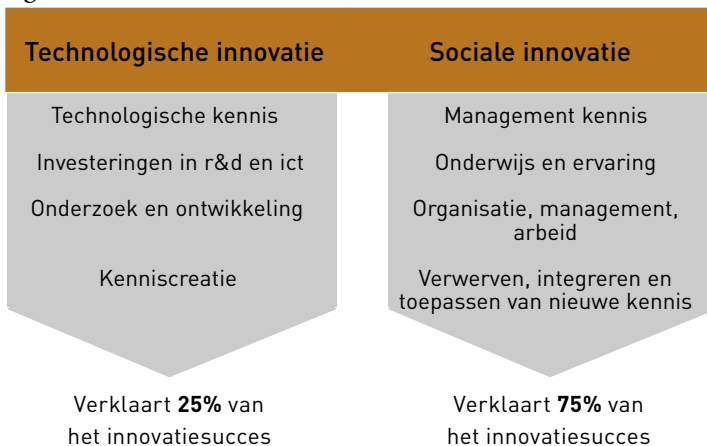 Technologische innovatie
Technologische kennis
Investeringen in r&d en ict
Onderzoek en ontwikkeling
Kenniscreatie
Verklaart 25% van
het innovatiesucces
Sociale innovatie
Management kennis
Onderwijs en ervaring
Organisatie, management,
arbeid
Verwerven, integreren en
toepassen van nieuwe kennis
Verklaart 75% van
het innovatiesucces